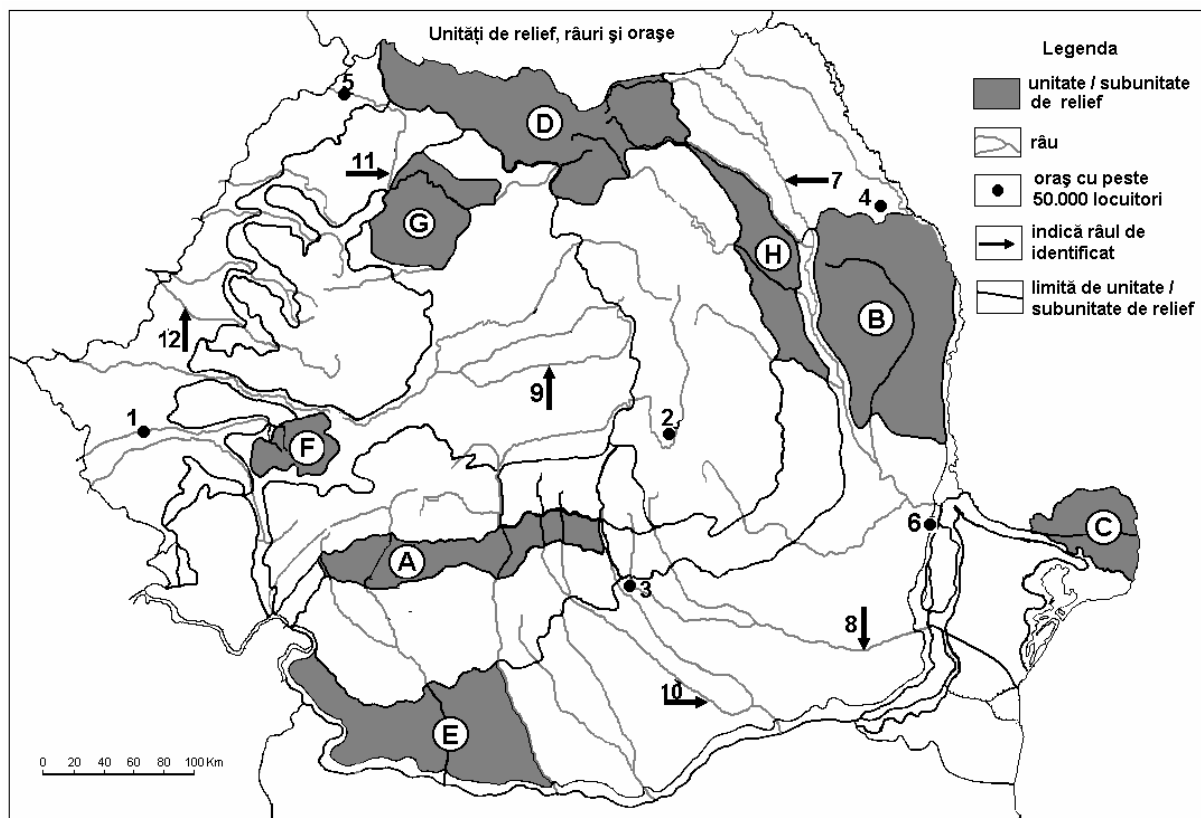 Unităţi de relief, râuri şi oraşe
Legenda
unitate / subunitate
de relief
râu
oraş cu peste
50.000 locuitori
indică râul de
identificat
limită de unitate /
subunitate de relief
5
D
11
7
4
G
H
B
12
9
1
2
F
6
C
A
3
8
10
E
0 20 40 60 80 100 Km